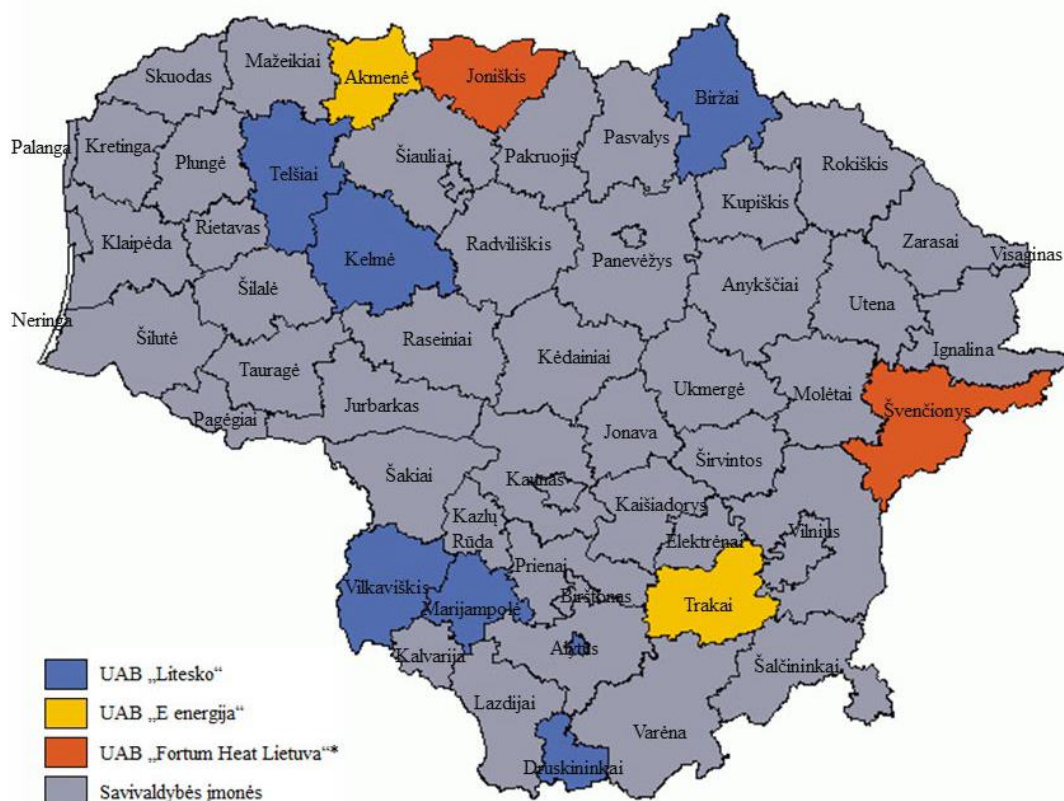 Skuodas
Mažeikiai
Akmenė
Joniškis
Biržai
Palanga
Kretinga
Plungė
Telšiai
Šiauliai
Pakruojis
Pasvalys
Rokiškis
Kupiškis
Klaipėda
Rietavas
Kelmė
Radviliškis
Panevėžys
Zarasai
Visaginas
Anykščiai
Utena
Neringa
Šilutė
Šilalė
Raseiniai
Kėdainiai
Ignalina
Tauragė
Ukmergė
Molėtai
Švenčionys
Pagėgiai
Jurbarkas
Jonava
Širvintos
Šakiai
Kaunas
Kaišiadorys
Kazlų
Rūda
Elektrėnai
Vilnius
Prienai
Vilkaviškis
Marijampolė
Birštonas
Trakai
Kalvarija
Alytus
Šalčininkai
Lazdijai
Varėna
Druskininkai
UAB „Litesko“
UAB „E energija“
UAB „Fortum Heat Lietuva“*
Savivaldybės įmonės